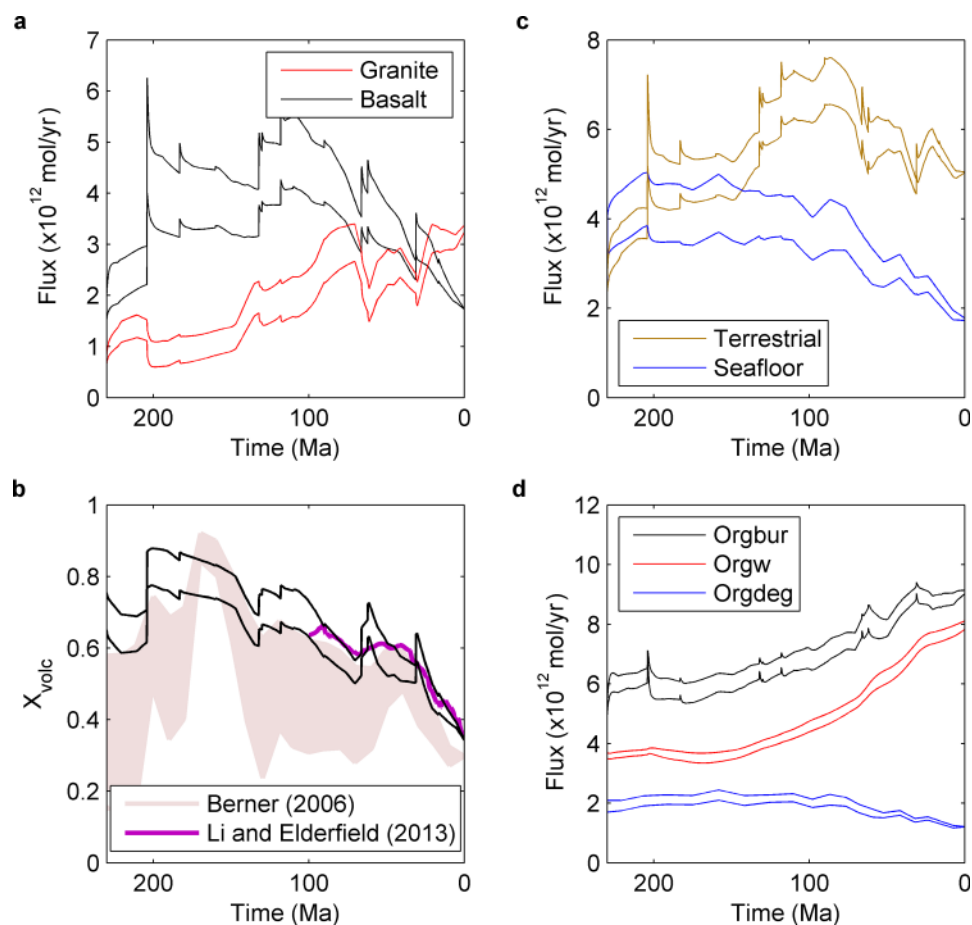 a
7
6
5
4
3
2
1
0
Flux (x10¹² mol/yr)
Granite
Basalt
200
100
0
Time (Ma)
b
1
0.8
0.6
0.4
0.2
0
X_volc
Berner (2006)
Li and Elderfield (2013)
200
100
0
Time (Ma)
c
8
6
4
2
0
Flux (x10¹² mol/yr)
Terrestrial
Seafloor
200
100
0
Time (Ma)
d
12
10
8
6
4
2
0
Flux (x10¹² mol/yr)
Orgbur
Orgw
Orgdeg
200
100
0
Time (Ma)